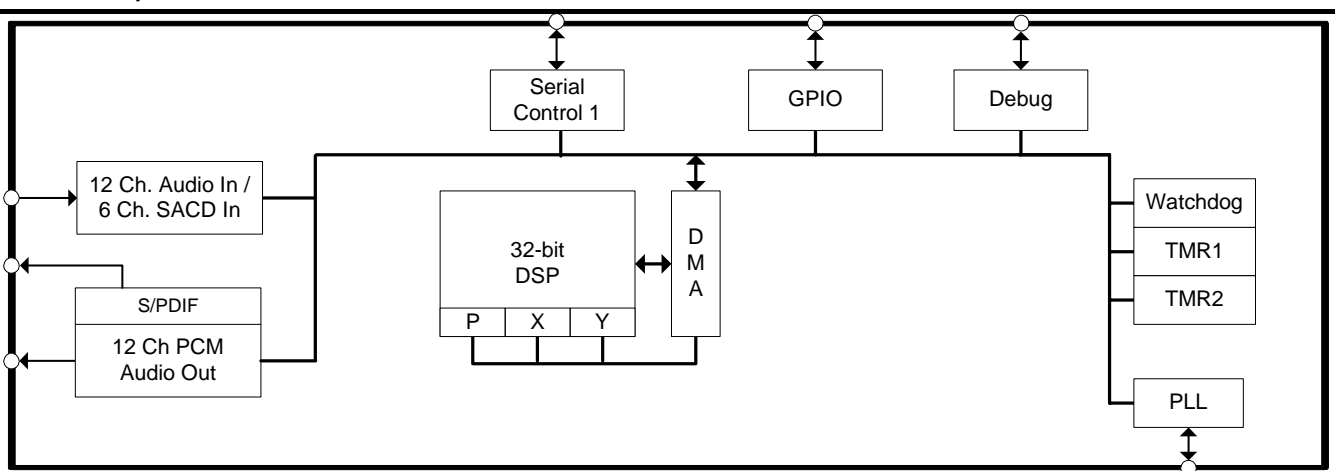 Serial
Control 1
GPIO
Debug
12 Ch. Audio In /
6 Ch. SACD In
32-bit
DSP
D
M
A
Watchdog
TMR1
TMR2
S/PDIF
P
X
Y
12 Ch PCM
Audio Out
PLL